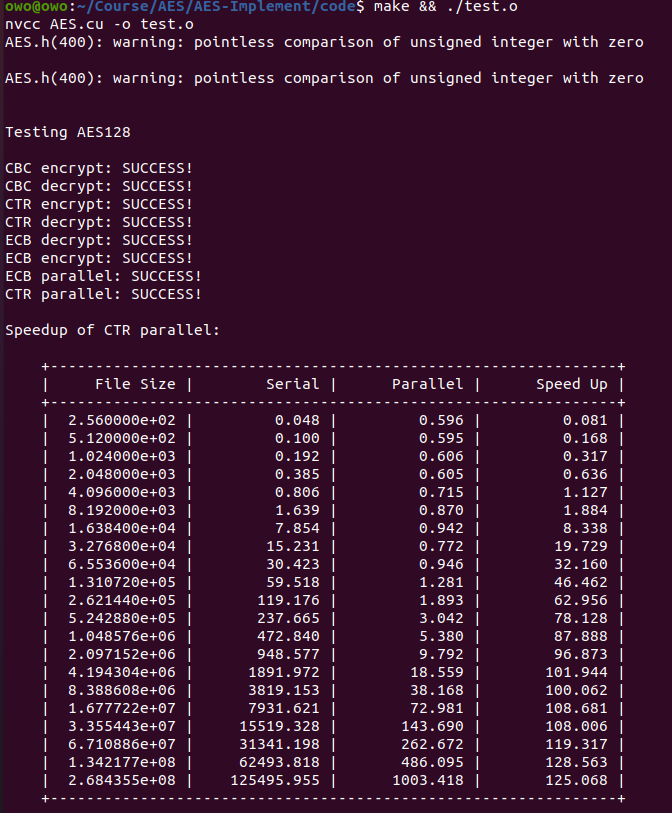 owo@owo:~/Course/AES/AES-Implement/code$ make && ./test.o
nvcc AES.cu -o test.o
AES.h(400): warning: pointless comparison of unsigned integer with zero
AES.h(400): warning: pointless comparison of unsigned integer with zero
Testing AES128
CBC encrypt: SUCCESS!
CBC decrypt: SUCCESS!
CTR encrypt: SUCCESS!
CTR decrypt: SUCCESS!
ECB decrypt: SUCCESS!
ECB encrypt: SUCCESS!
ECB parallel: SUCCESS!
CTR parallel: SUCCESS!
Speedup of CTR parallel:
+---------------------------------------------------------------+
|     File Size |        Serial |      Parallel |      Speed Up |
+---------------------------------------------------------------+
|  2.560000e+02 |         0.048 |         0.596 |         0.081 |
|  5.120000e+02 |         0.100 |         0.595 |         0.168 |
|  1.024000e+03 |         0.192 |         0.606 |         0.317 |
|  2.048000e+03 |         0.385 |         0.605 |         0.636 |
|  4.096000e+03 |         0.806 |         0.715 |         1.127 |
|  8.192000e+03 |         1.639 |         0.870 |         1.884 |
|  1.638400e+04 |         7.854 |         0.942 |         8.338 |
|  3.276800e+04 |        15.231 |         0.772 |        19.729 |
|  6.553600e+04 |        30.423 |         0.946 |        32.160 |
|  1.310720e+05 |        59.518 |         1.281 |        46.462 |
|  2.621440e+05 |       119.176 |         1.893 |        62.956 |
|  5.242880e+05 |       237.665 |         3.042 |        78.128 |
|  1.048576e+06 |       472.840 |         5.380 |        87.888 |
|  2.097152e+06 |       948.577 |         9.792 |        96.873 |
|  4.194304e+06 |      1891.972 |        18.559 |       101.944 |
|  8.388608e+06 |      3819.153 |        38.168 |       100.062 |
|  1.677722e+07 |      7931.621 |        72.981 |       108.681 |
|  3.355443e+07 |     15519.328 |       143.690 |       108.006 |
|  6.710886e+07 |     31341.198 |       262.672 |       119.317 |
|  1.342177e+08 |     62493.818 |       486.095 |       128.563 |
|  2.684355e+08 |    125495.955 |      1003.418 |       125.068 |
+---------------------------------------------------------------+